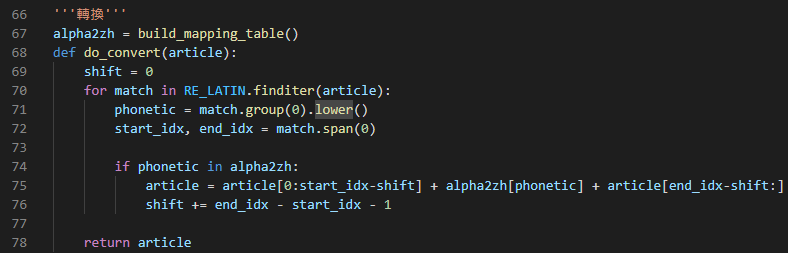 66 '''轉換'''
67 alpha2zh = build_mapping_table()
68 def do_convert(article):
69     shift = 0
70     for match in RE_LATIN.finditer(article):
71         phonetic = match.group(0).lower()
72         start_idx, end_idx = match.span(0)
73
74         if phonetic in alpha2zh:
75             article = article[0:start_idx-shift] + alpha2zh[phonetic] + article[end_idx-shift:]
76             shift += end_idx - start_idx - 1
77
78     return article